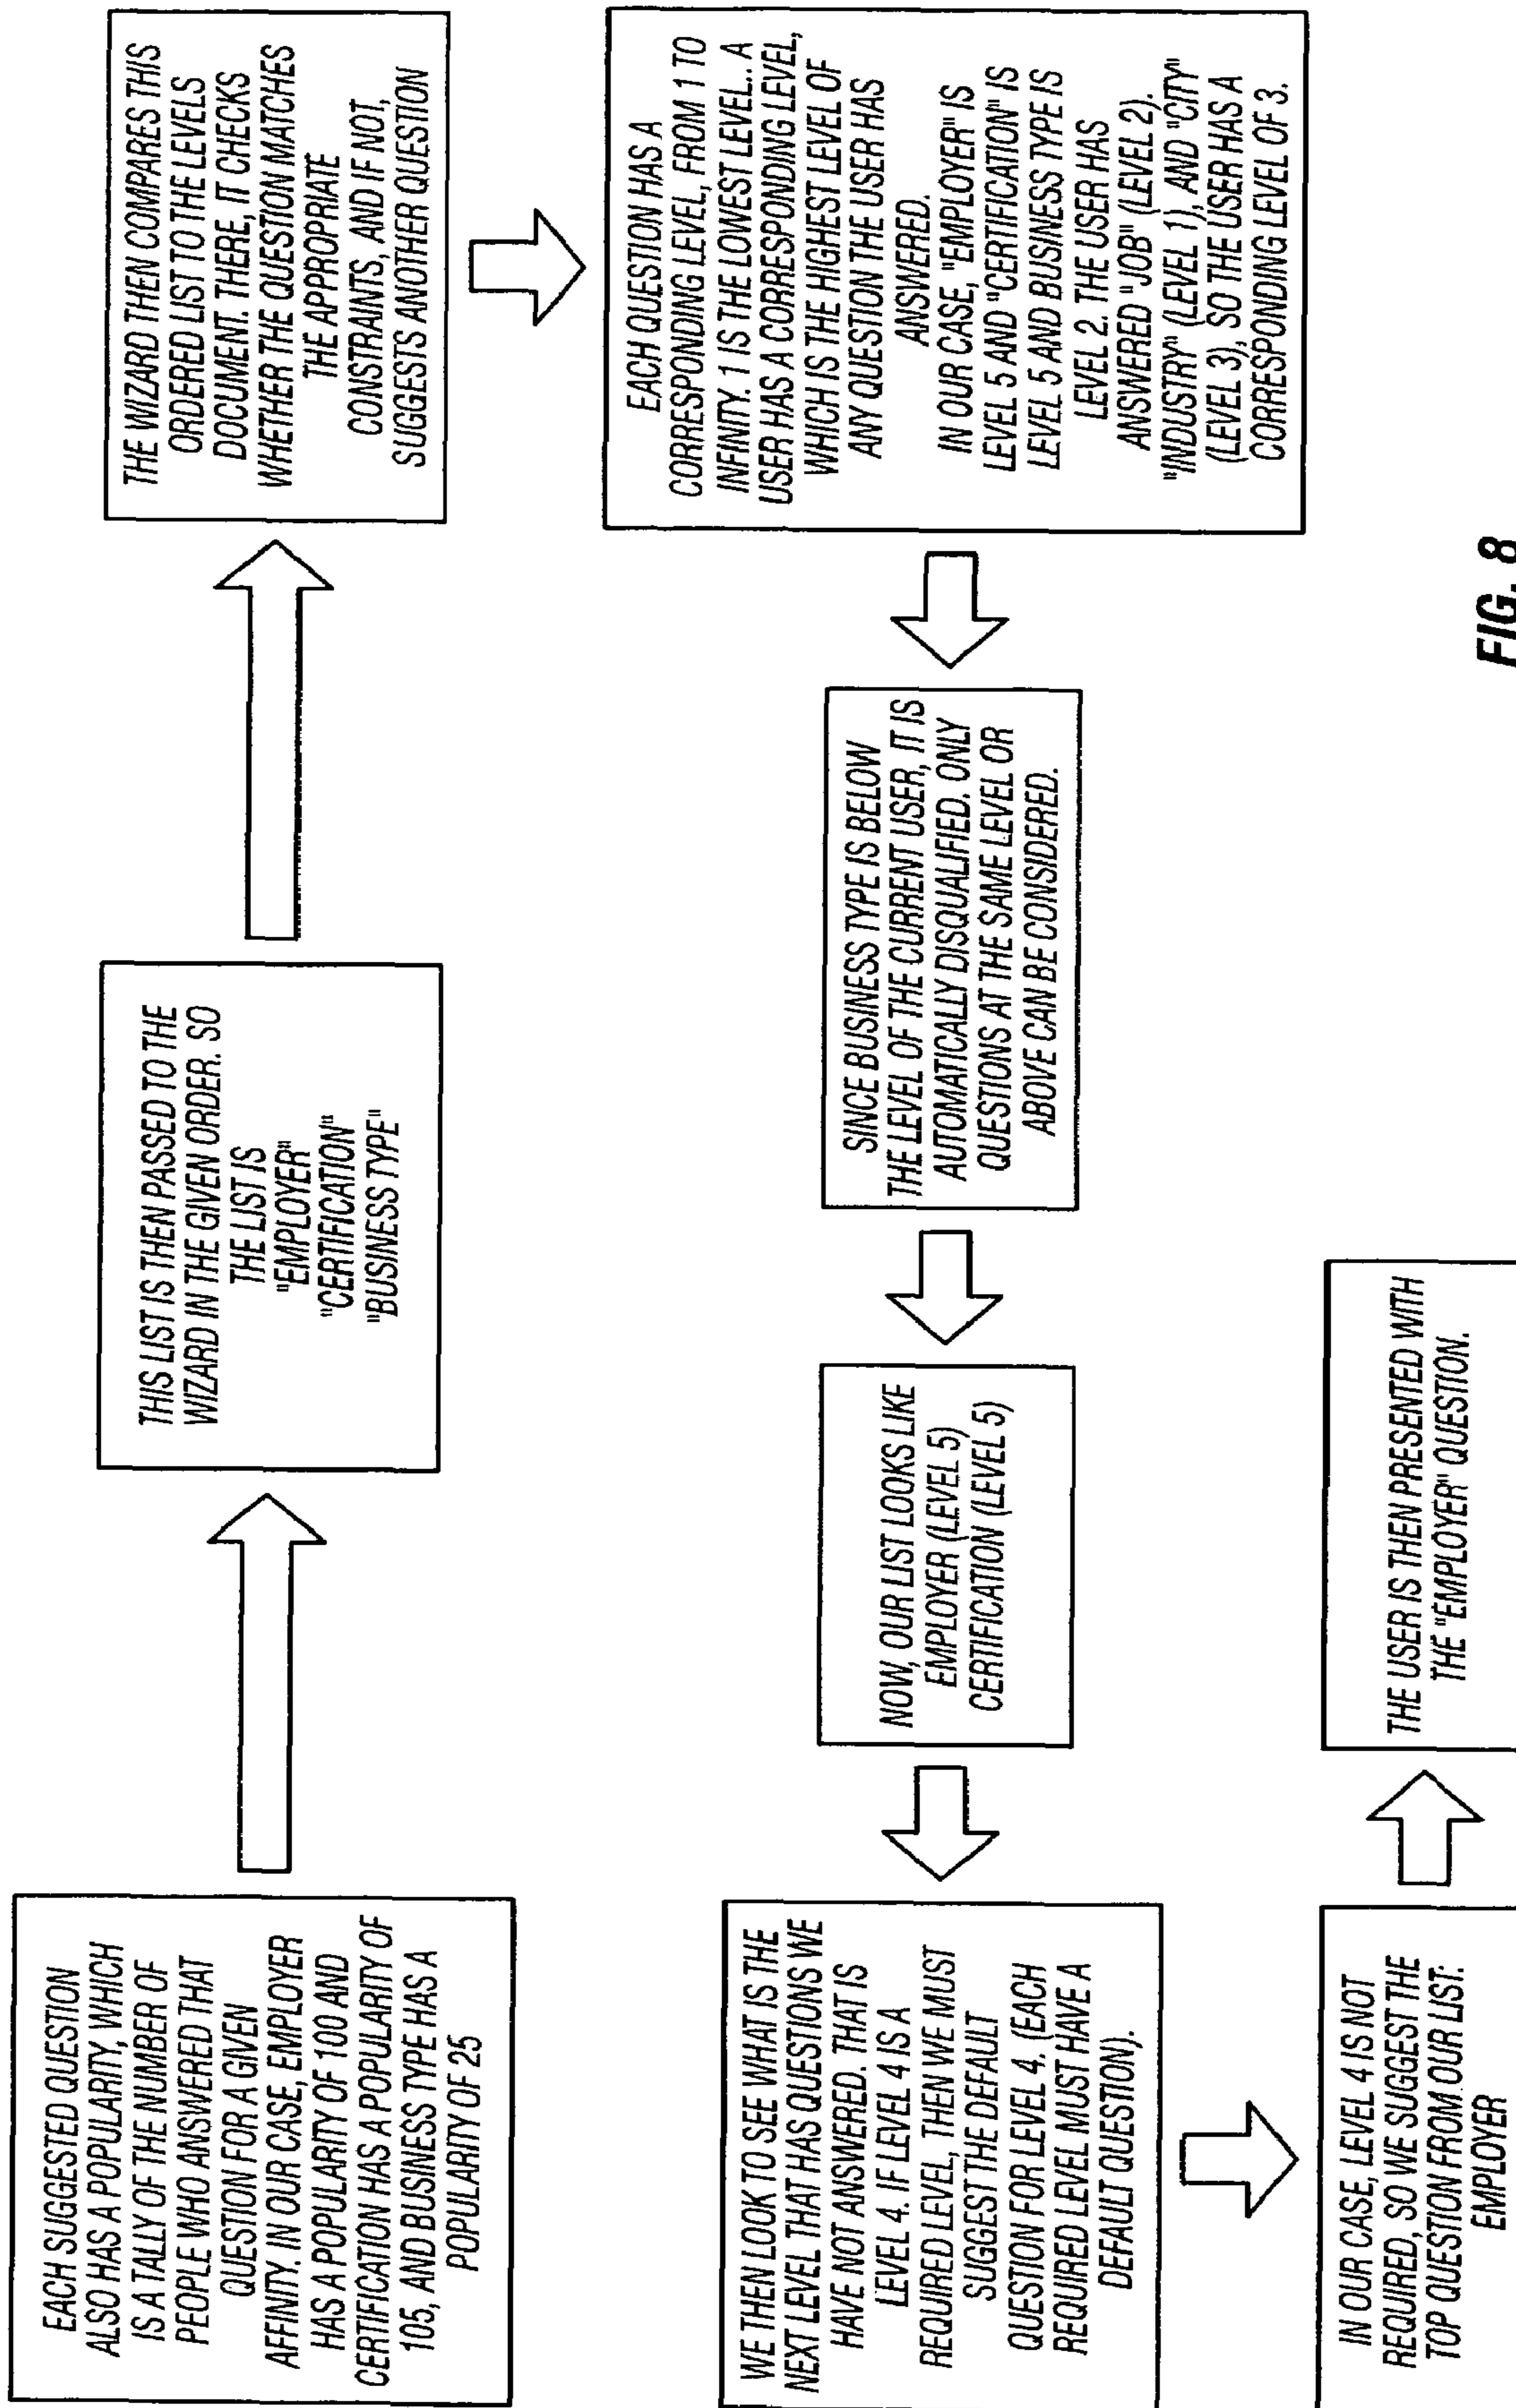 EACH SUGGESTED QUESTION
ALSO HAS A POPULARITY, WHICH
IS A TALLY OF THE NUMBER OF
PEOPLE WHO ANSWERED THAT
QUESTION FOR A GIVEN
AFFINITY. IN OUR CASE, EMPLOYER
HAS A POPULARITY OF 100 AND
CERTIFICATION HAS A POPULARITY OF
105, AND BUSINESS TYPE HAS A
POPULARITY OF 25
THIS LIST IS THEN PASSED TO THE
WIZARD IN THE GIVEN ORDER. SO
THE LIST IS
"EMPLOYER"
"CERTIFICATION"
"BUSINESS TYPE"
THE WIZARD THEN COMPARES THIS
ORDERED LIST TO THE LEVELS
DOCUMENT. THERE, IT CHECKS
WHETHER THE QUESTION MATCHES
THE APPROPRIATE
CONSTRAINTS, AND IF NOT,
SUGGESTS ANOTHER QUESTION
EACH QUESTION HAS A
CORRESPONDING LEVEL, FROM 1 TO
INFINITY. 1 IS THE LOWEST LEVEL.. A
USER HAS A CORRESPONDING LEVEL,
WHICH IS THE HIGHEST LEVEL OF
ANY QUESTION THE USER HAS
ANSWERED.
IN OUR CASE, "EMPLOYER" IS
LEVEL 5 AND "CERTIFICATION" IS
LEVEL 5 AND BUSINESS TYPE IS
LEVEL 2. THE USER HAS
ANSWERED "JOB" (LEVEL 2).
"INDUSTRY" (LEVEL 1), AND "CITY"
(LEVEL 3), SO THE USER HAS A
CORRESPONDING LEVEL OF 3.
SINCE BUSINESS TYPE IS BELOW
THE LEVEL OF THE CURRENT USER, IT IS
AUTOMATICALLY DISQUALIFIED. ONLY
QUESTIONS AT THE SAME LEVEL OR
ABOVE CAN BE CONSIDERED.
NOW, OUR LIST LOOKS LIKE
EMPLOYER (LEVEL 5)
CERTIFICATION (LEVEL 5)
WE THEN LOOK TO SEE WHAT IS THE
NEXT LEVEL THAT HAS QUESTIONS WE
HAVE NOT ANSWERED. THAT IS
LEVEL 4. IF LEVEL 4 IS A
REQUIRED LEVEL, THEN WE MUST
SUGGEST THE DEFAULT
QUESTION FOR LEVEL 4. (EACH
REQUIRED LEVEL MUST HAVE A
DEFAULT QUESTION).
IN OUR CASE, LEVEL 4 IS NOT
REQUIRED, SO WE SUGGEST THE
TOP QUESTION FROM OUR LIST:
EMPLOYER
THE USER IS THEN PRESENTED WITH
THE "EMPLOYER" QUESTION.
FIG. 8